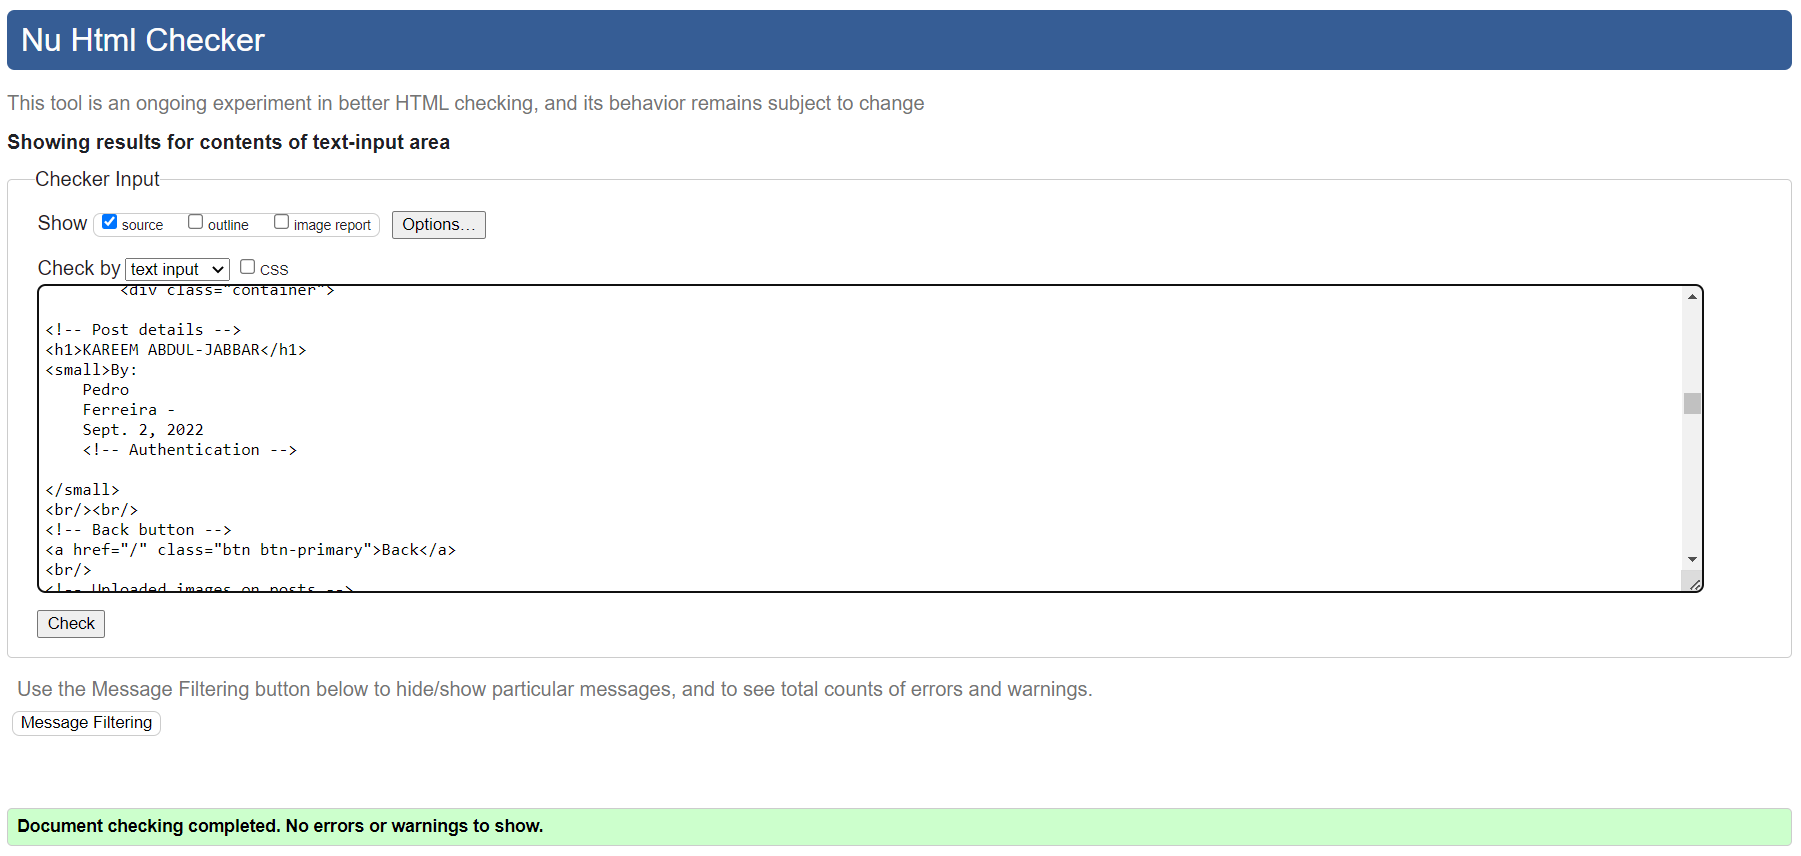 Nu Html Checker
This tool is an ongoing experiment in better HTML checking, and its behavior remains subject to change
Showing results for contents of text-input area
Checker Input
Show source outline image report Options...
Check by text input CSS
<div class="container">
<!-- Post details -->
<h1>KAREEM ABDUL-JABBAR</h1>
<small>By:
Pedro
Ferreira -
Sept. 2, 2022
<!-- Authentication -->
</small>
<br/><br/>
<!-- Back button -->
<a href="/" class="btn btn-primary">Back</a>
<br/>
<!-- Uploaded images on posts -->
Check
Use the Message Filtering button below to hide/show particular messages, and to see total counts of errors and warnings.
Message Filtering
Document checking completed. No errors or warnings to show.